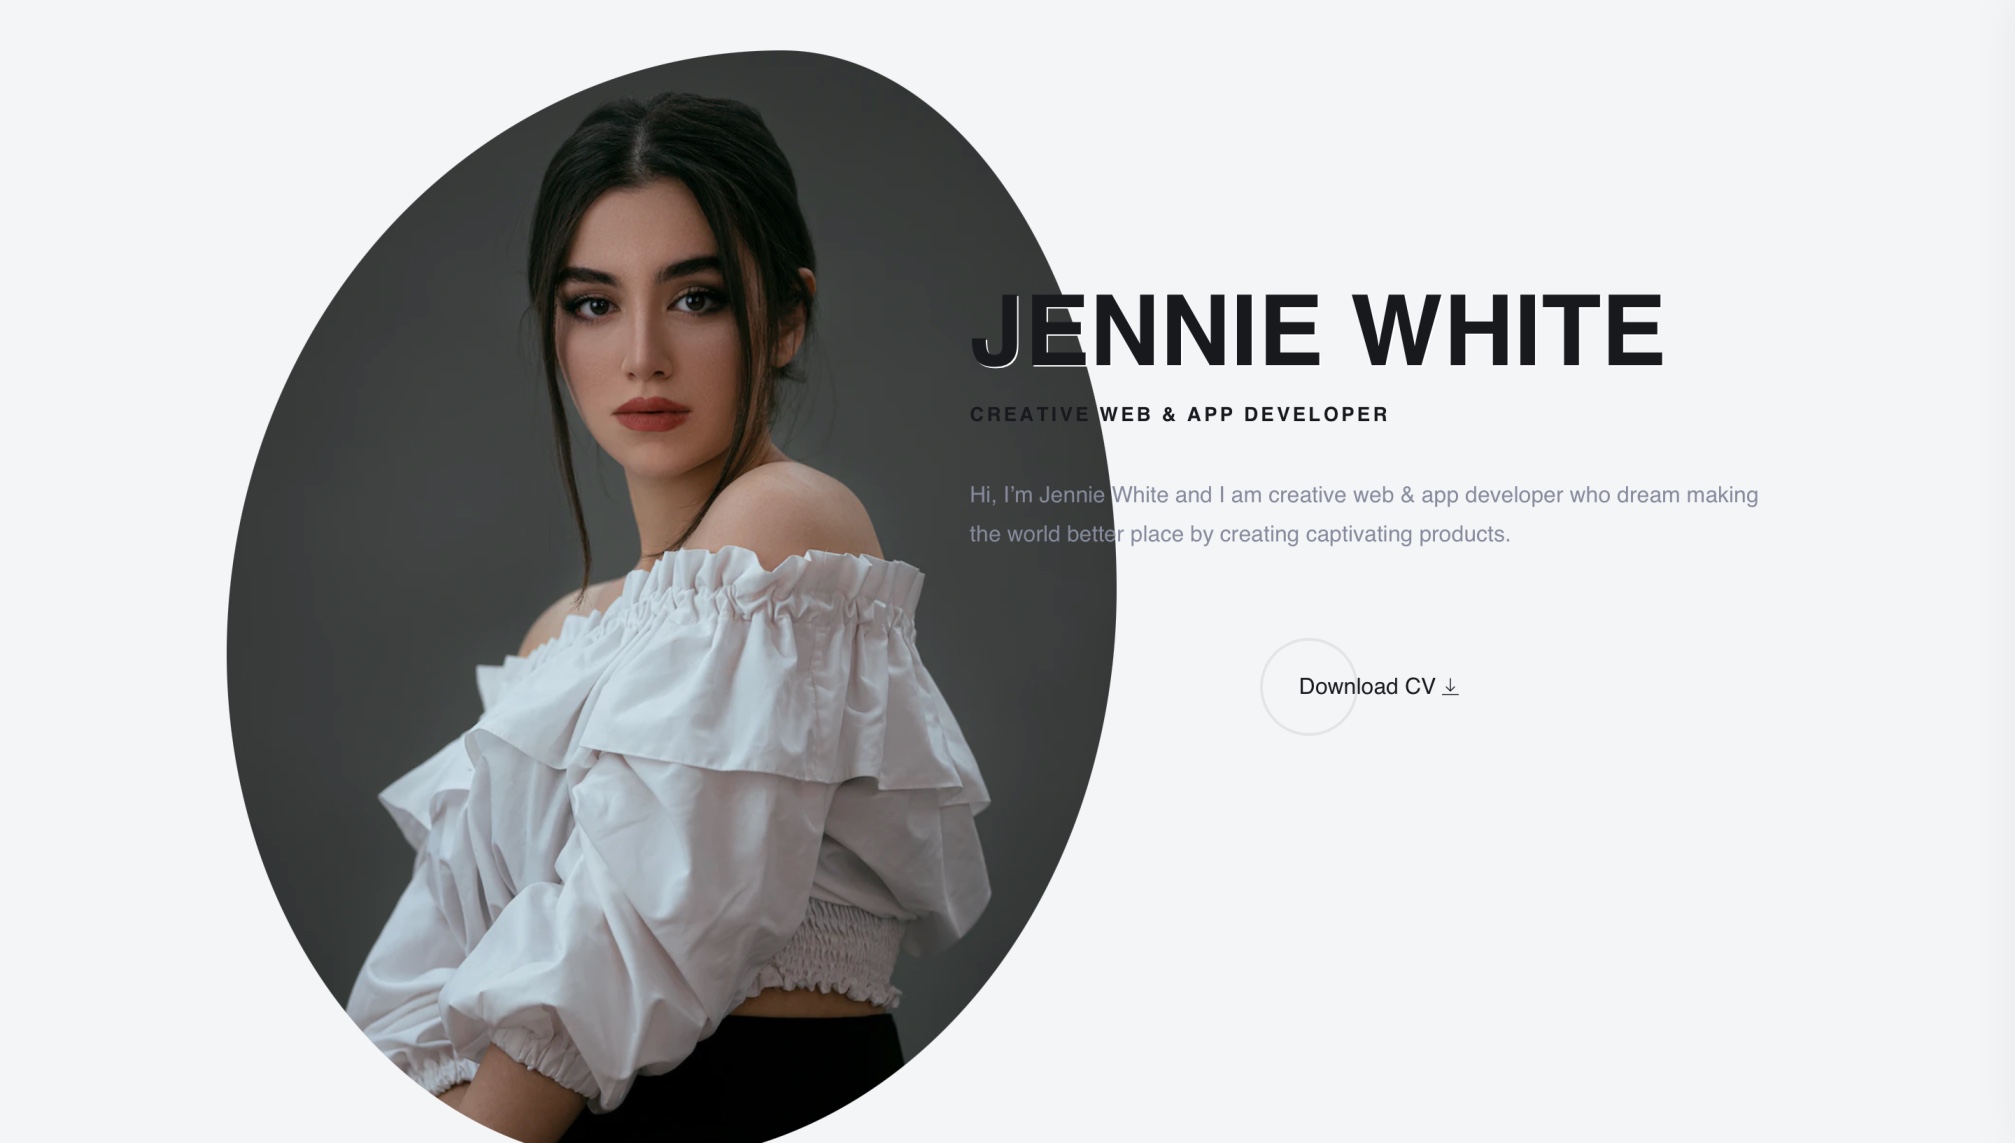 JENNIE WHITE
CREATIVE WEB & APP DEVELOPER
Hi, I’m Jennie White and I am creative web & app developer who dream making
the world better place by creating captivating products.
Download CV